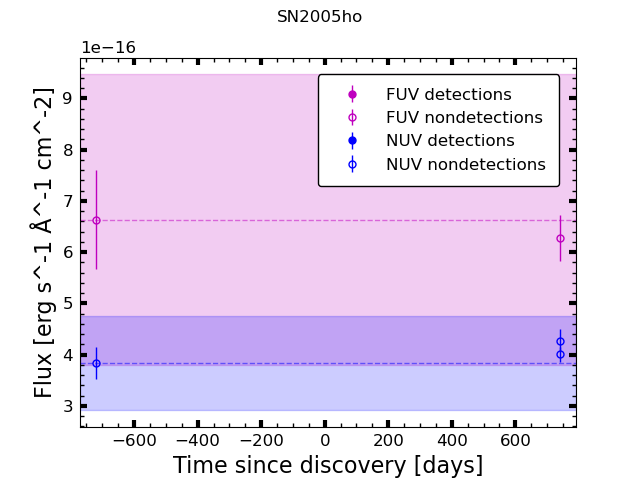 SN2005ho
1e−16
FUV detections
FUV nondetections
NUV detections
NUV nondetections
9
8
7
6
5
4
3
Flux [erg s^-1 Å^-1 cm^-2]
−600 −400 −200 0 200 400 600
Time since discovery [days]